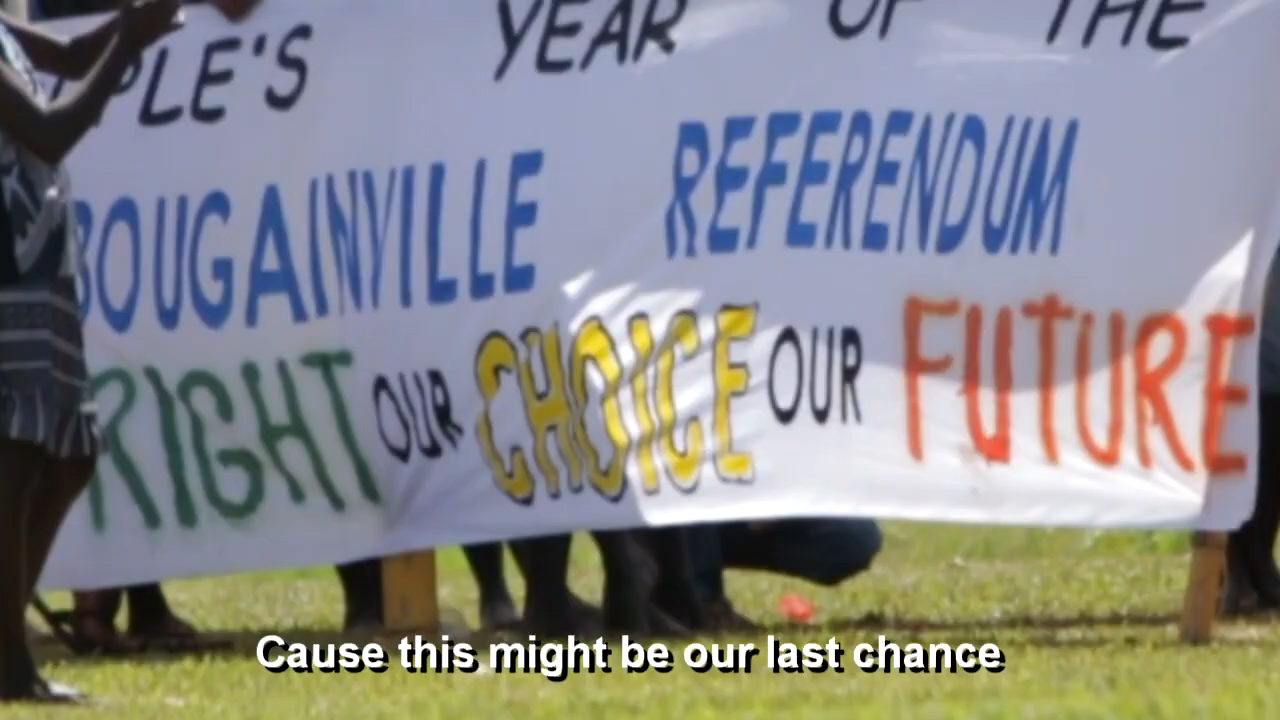 PLE'S YEAR OF THE
BOUGAINVILLE REFERENDUM
RIGHT OUR CHOICE OUR FUTURE
Cause this might be our last chance